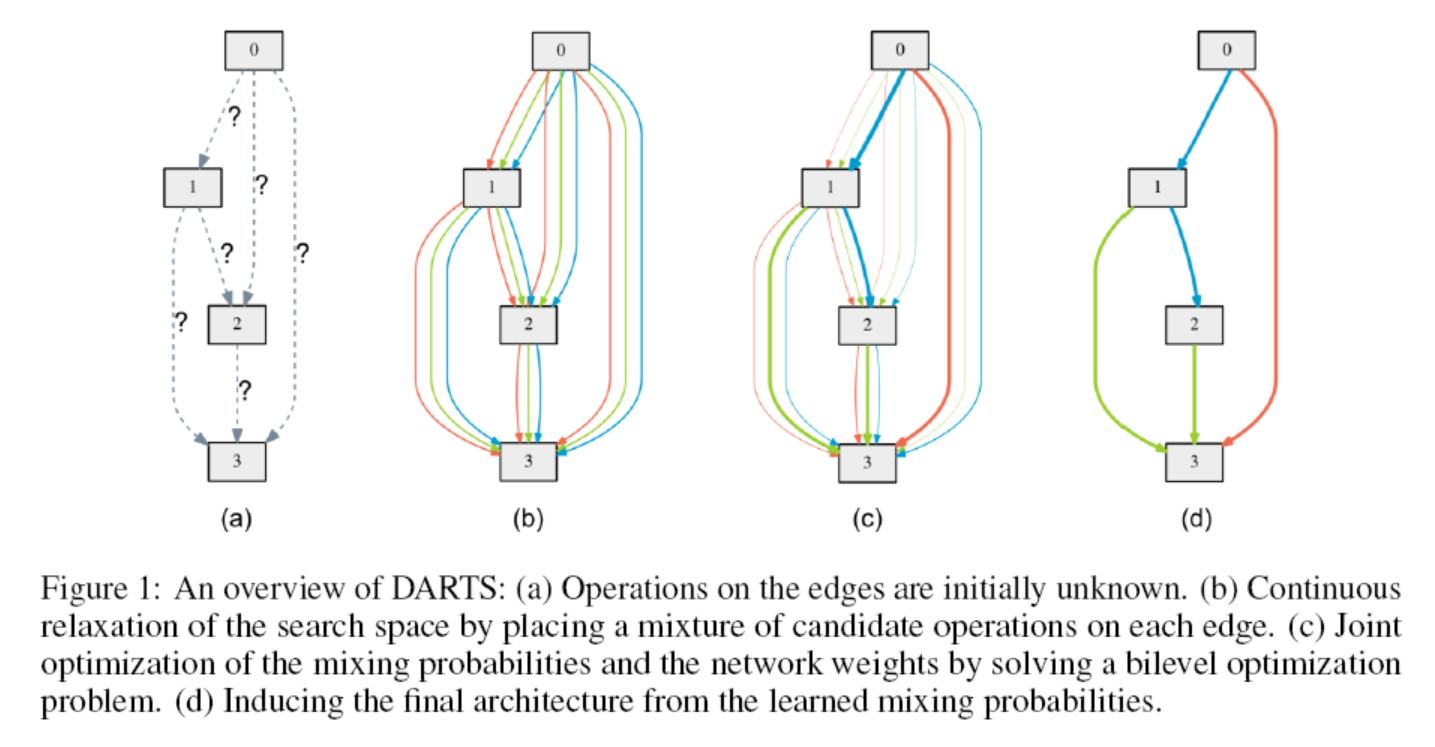 0
?
1
?
?
?
2
?
?
3
(a)
0
1
2
3
(b)
0
1
2
3
(c)
0
1
2
3
(d)
Figure 1: An overview of DARTS: (a) Operations on the edges are initially unknown. (b) Continuous
relaxation of the search space by placing a mixture of candidate operations on each edge. (c) Joint
optimization of the mixing probabilities and the network weights by solving a bilevel optimization
problem. (d) Inducing the final architecture from the learned mixing probabilities.